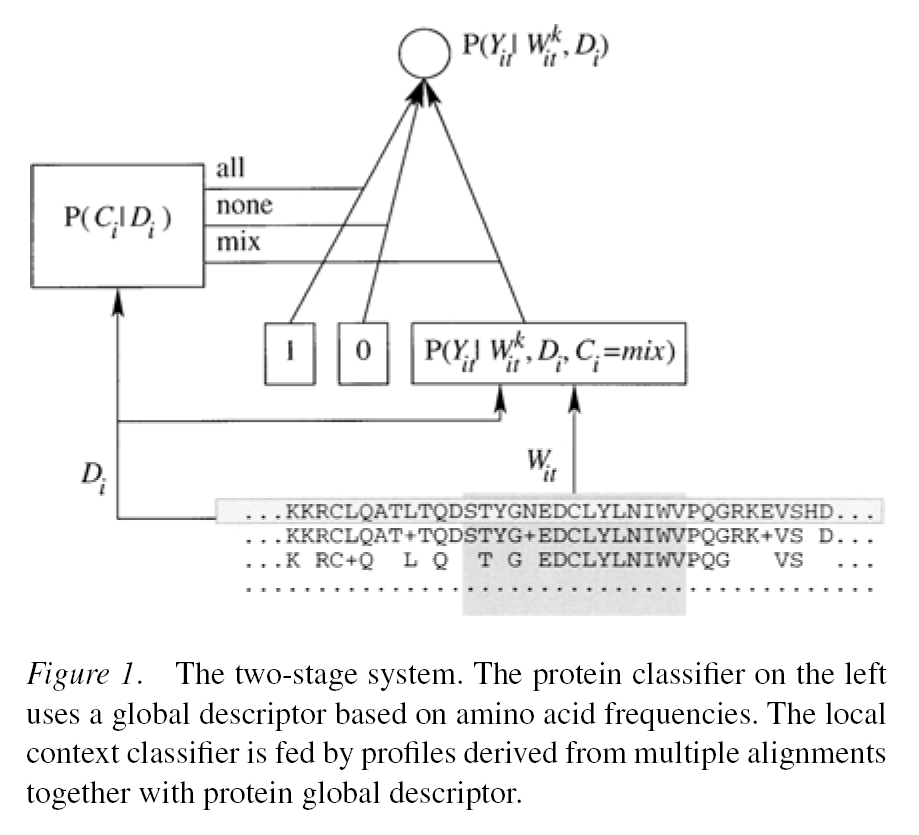 P(Y_it | W_it^k, D_i)
all
none
mix
P(C_i | D_i)
1
0
P(Y_it | W_it^k, D_i, C_i=mix)
D_i
W_it
...KKRCLQATLTQDSTYGNEDCLYLNIWVPQGRKEVSHD...
...KKRCLQAT+TQDSTYG+EDCLYLNIWVPQGRK+VS D...
...K RC+Q  L Q  T G EDCLYLNIWVPQG   VS  ...
............................................
Figure 1. The two-stage system. The protein classifier on the left
uses a global descriptor based on amino acid frequencies. The local
context classifier is fed by profiles derived from multiple alignments
together with protein global descriptor.